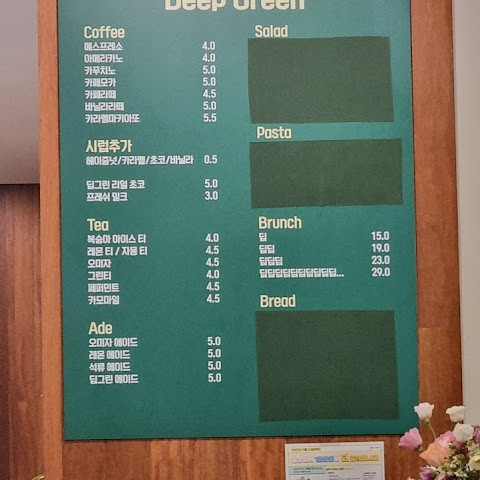 Deep Green
Coffee
에스프레소 4.0
아메리카노 4.0
카푸치노 5.0
카페모카 5.0
카페라떼 4.5
바닐라라떼 5.0
카라멜마키아또 5.5
시럽추가
헤이즐넛/카라멜/초코/바닐라 0.5
딥그린 리얼 초코 5.0
프레쉬 밀크 3.0
Tea
복숭아 아이스 티 4.0
레몬 티 / 자몽 티 4.5
오미자 4.5
그린티 4.0
페퍼민트 4.5
카모마일 4.5
Ade
오미자 에이드 5.0
레몬 에이드 5.0
석류 에이드 5.0
딥그린 에이드 5.0
Salad
Pasta
Brunch
딥 15.0
딥딥 19.0
딥딥딥 23.0
딥딥딥딥딥딥딥딥딥딥... 29.0
Bread